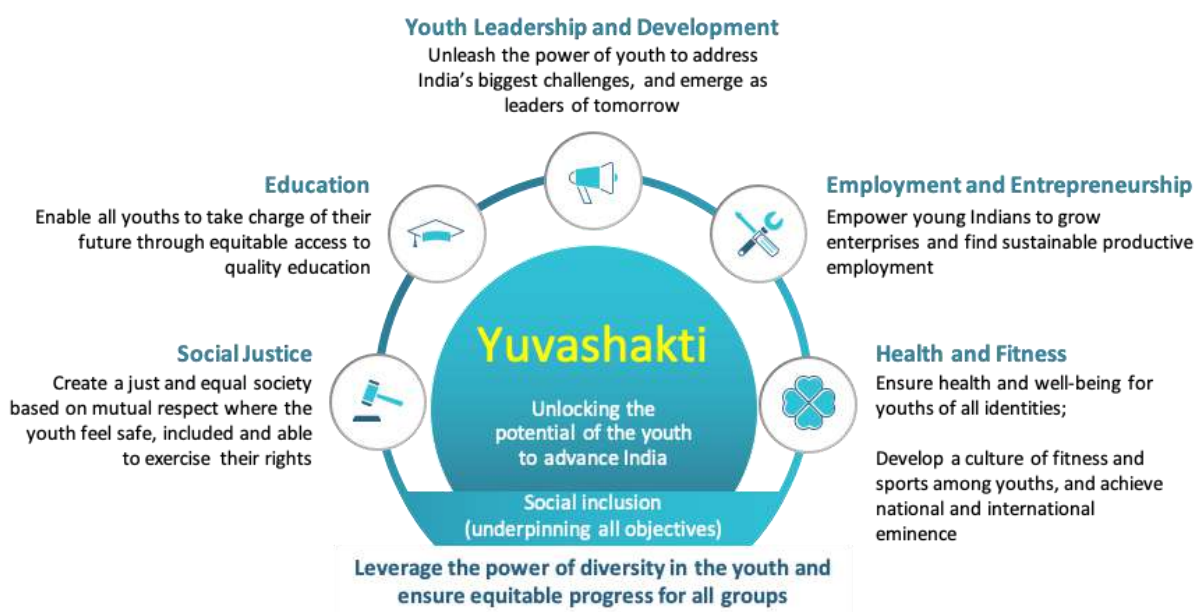 Youth Leadership and Development
Unleash the power of youth to address
India's biggest challenges, and emerge as
leaders of tomorrow
Education
Enable all youths to take charge of their
future through equitable access to
quality education
Employment and Entrepreneurship
Empower young Indians to grow
enterprises and find sustainable productive
employment
Social Justice
Create a just and equal society
based on mutual respect where the
youth feel safe, included and able
to exercise their rights
Yuvashakti
Unlocking the
potential of the youth
to advance India
Health and Fitness
Ensure health and well-being for
youths of all identities;
Develop a culture of fitness and
sports among youths, and achieve
national and international
eminence
Social inclusion
(underpinning all objectives)
Leverage the power of diversity in the youth and
ensure equitable progress for all groups